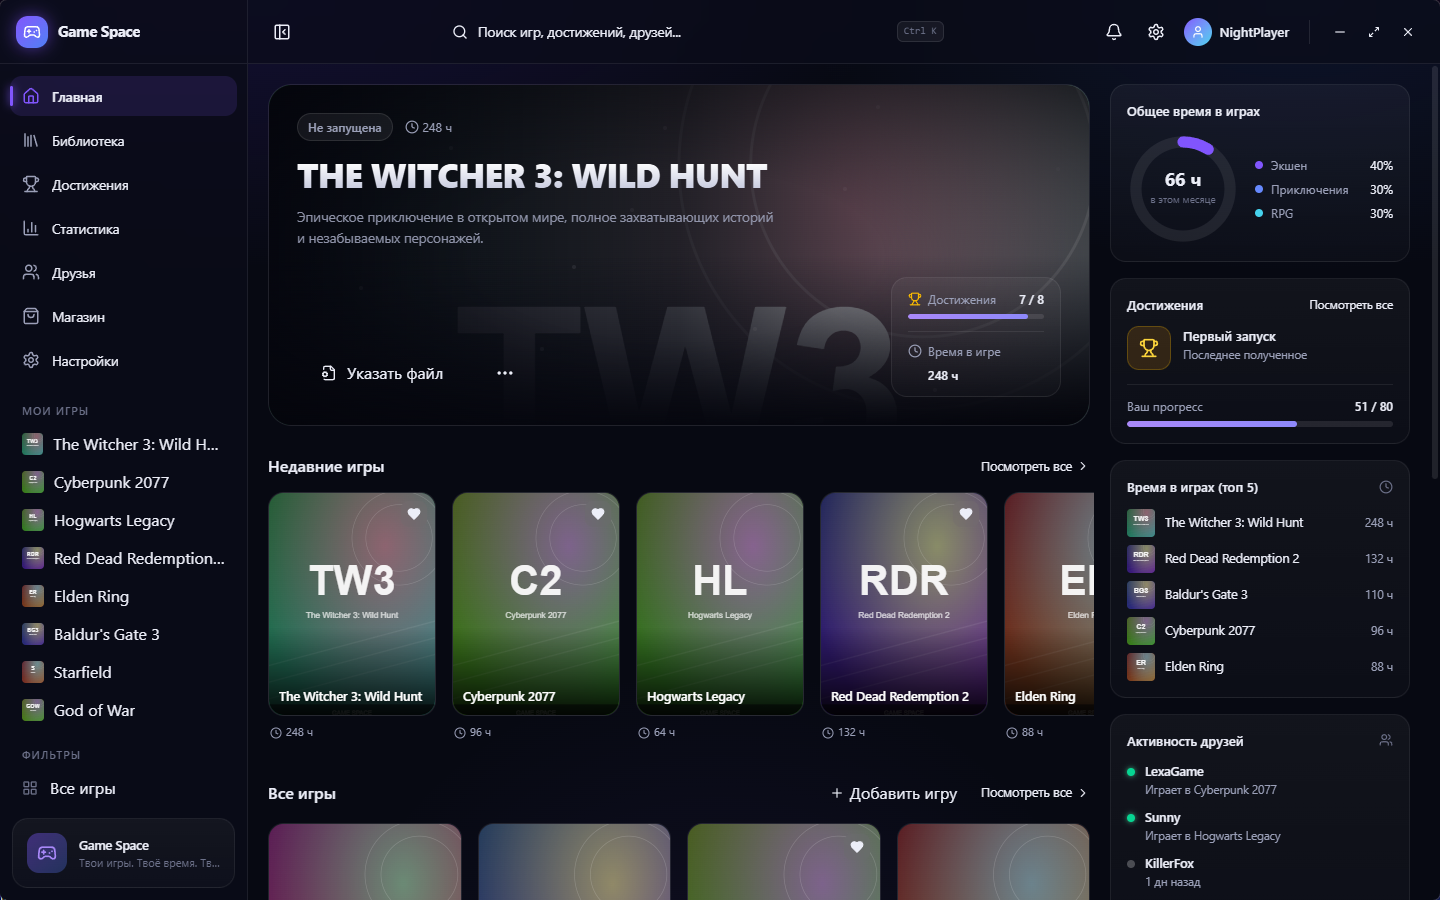 Game Space
Поиск игр, достижений, друзей...
Ctrl K
NightPlayer
Главная
Библиотека
Достижения
Статистика
Друзья
Магазин
Настройки
МОИ ИГРЫ
The Witcher 3: Wild H...
Cyberpunk 2077
Hogwarts Legacy
Red Dead Redemption...
Elden Ring
Baldur's Gate 3
Starfield
God of War
ФИЛЬТРЫ
Все игры
Game Space
Твои игры. Твоё время. Тв...
Не запущена
248 ч
THE WITCHER 3: WILD HUNT
Эпическое приключение в открытом мире, полное захватывающих историй
и незабываемых персонажей.
TW3
Достижения 7 / 8
Время в игре
248 ч
Указать файл
Недавние игры
Посмотреть все
TW3
The Witcher 3: Wild Hunt
The Witcher 3: Wild Hunt
248 ч
C2
Cyberpunk 2077
Cyberpunk 2077
96 ч
HL
Hogwarts Legacy
Hogwarts Legacy
64 ч
RDR
Red Dead Redemption 2
Red Dead Redemption 2
132 ч
Elden Ring
88 ч
Все игры
Добавить игру
Посмотреть все
Общее время в играх
66 ч
в этом месяце
Экшен 40%
Приключения 30%
RPG 30%
Достижения
Посмотреть все
Первый запуск
Последнее полученное
Ваш прогресс 51 / 80
Время в играх (топ 5)
TW3 The Witcher 3: Wild Hunt 248 ч
RDR Red Dead Redemption 2 132 ч
BG3 Baldur's Gate 3 110 ч
C2 Cyberpunk 2077 96 ч
ER Elden Ring 88 ч
Активность друзей
LexaGame
Играет в Cyberpunk 2077
Sunny
Играет в Hogwarts Legacy
KillerFox
1 дн назад